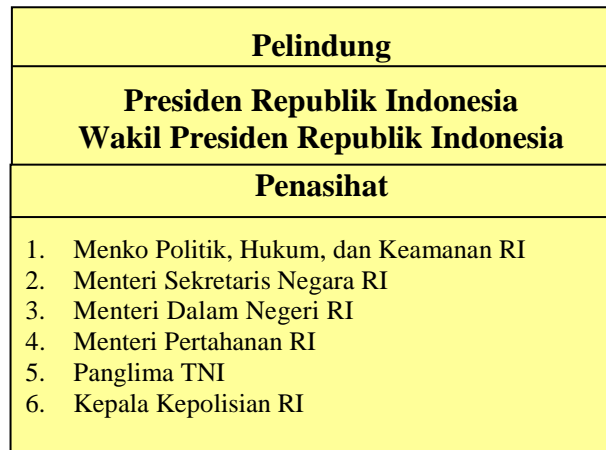 Pelindung
Presiden Republik Indonesia
Wakil Presiden Republik Indonesia
Penasihat
1. Menko Politik, Hukum, dan Keamanan RI
2. Menteri Sekretaris Negara RI
3. Menteri Dalam Negeri RI
4. Menteri Pertahanan RI
5. Panglima TNI
6. Kepala Kepolisian RI